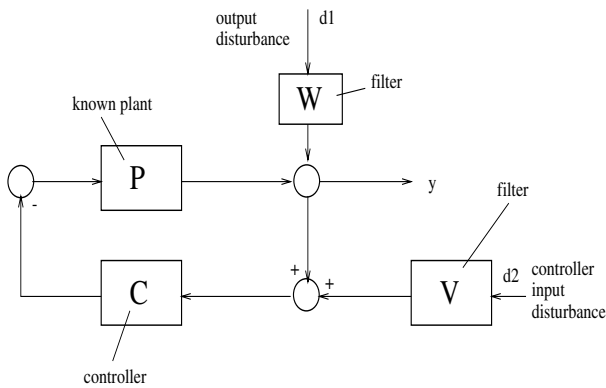 output
disturbance
d1
W
filter
known plant
P
-
y
filter
+
+
C
V
d2
controller
input
disturbance
controller